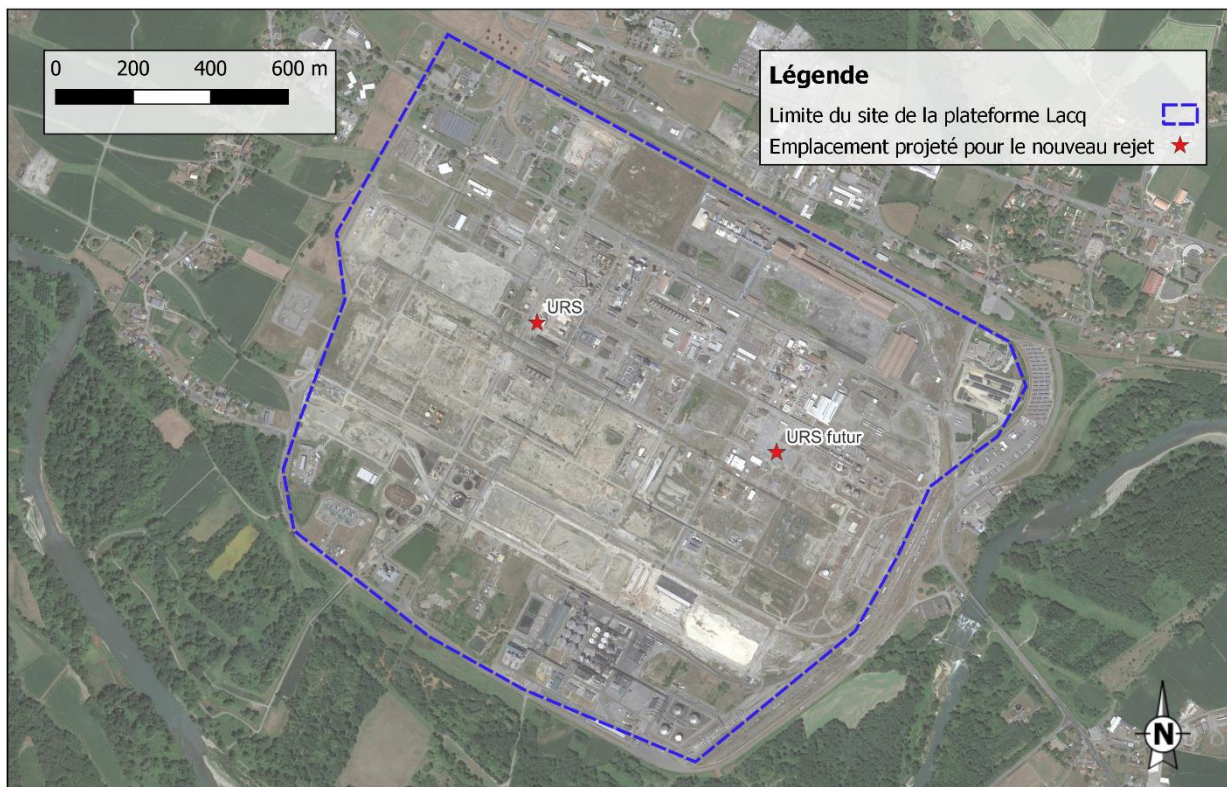 0 200 400 600 m
Légende
Limite du site de la plateforme Lacq
Emplacement projeté pour le nouveau rejet
URS
URS futur
N